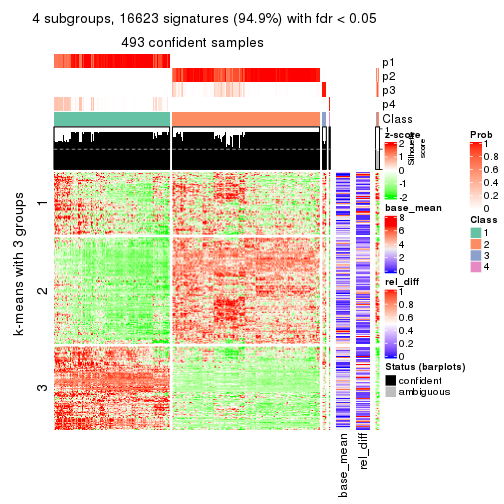 4 subgroups, 16623 signatures (94.9%) with fdr < 0.05
493 confident samples
p1
p2
p3
p4
Class
1
Silhouette
score
k-means with 3 groups
1
2
3
base_mean
rel_diff
z-score
2
1
0
-1
-2
base_mean
8
6
4
2
0
rel_diff
1
0.8
0.6
0.4
0.2
0
Status (barplots)
confident
ambiguous
Prob
1
0.8
0.6
0.4
0.2
0
Class
1
2
3
4